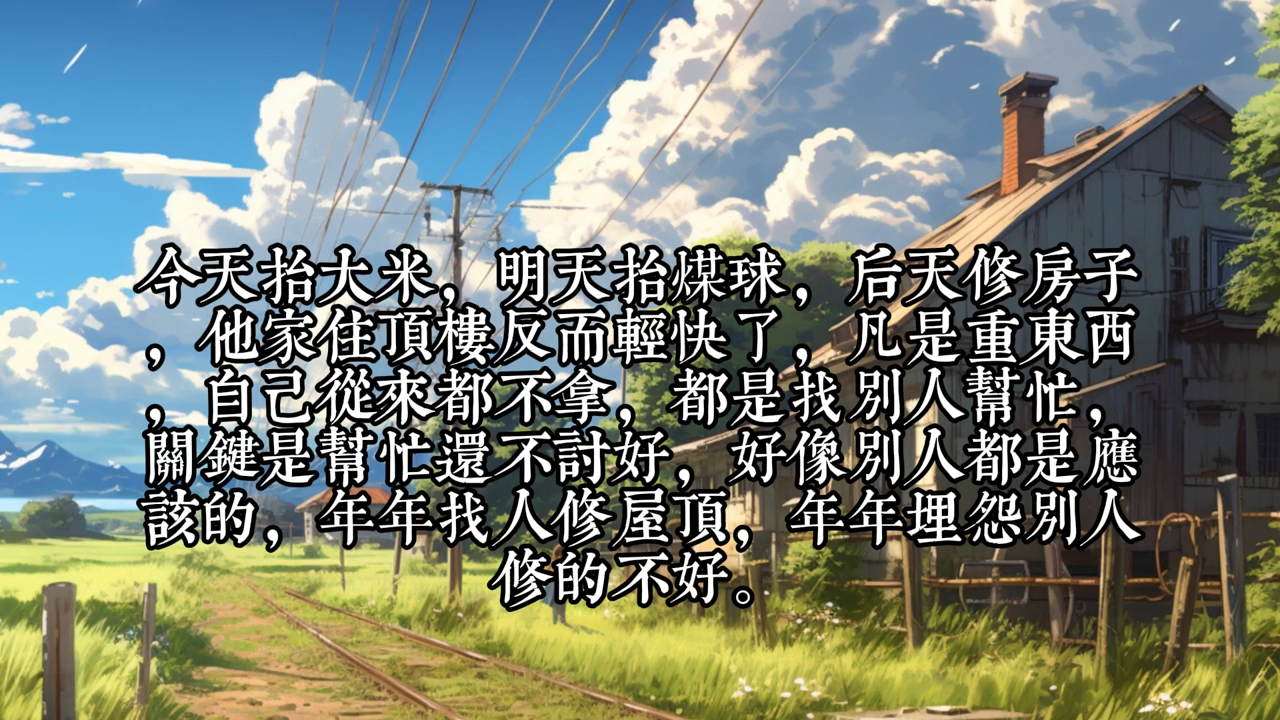 今天抬大米，明天抬煤球，后天修房子
，他家住頂樓反而輕快了，凡是重東西
，自己從來都不拿，都是找別人幫忙，
關鍵是幫忙還不討好，好像別人都是應
該的，年年找人修屋頂，年年埋怨別人
修的不好。